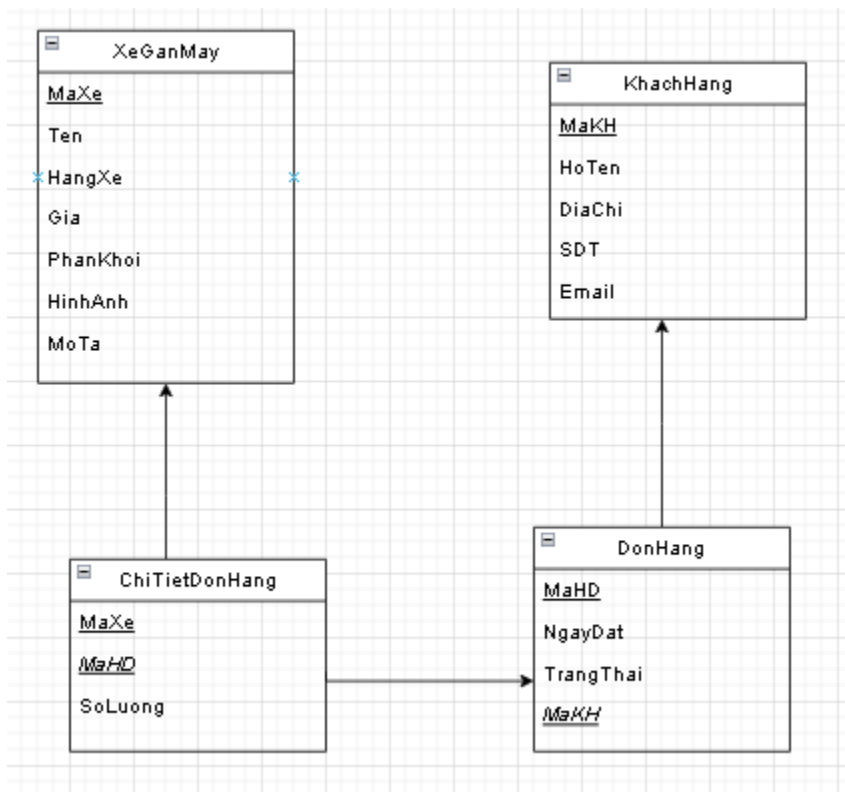 XeGanMay
MaXe
Ten
HangXe
Gia
PhanKhoi
HinhAnh
MoTa
KhachHang
MaKH
HoTen
DiaChi
SDT
Email
ChiTietDonHang
MaXe
MaHD
SoLuong
DonHang
MaHD
NgayDat
TrangThai
MaKH